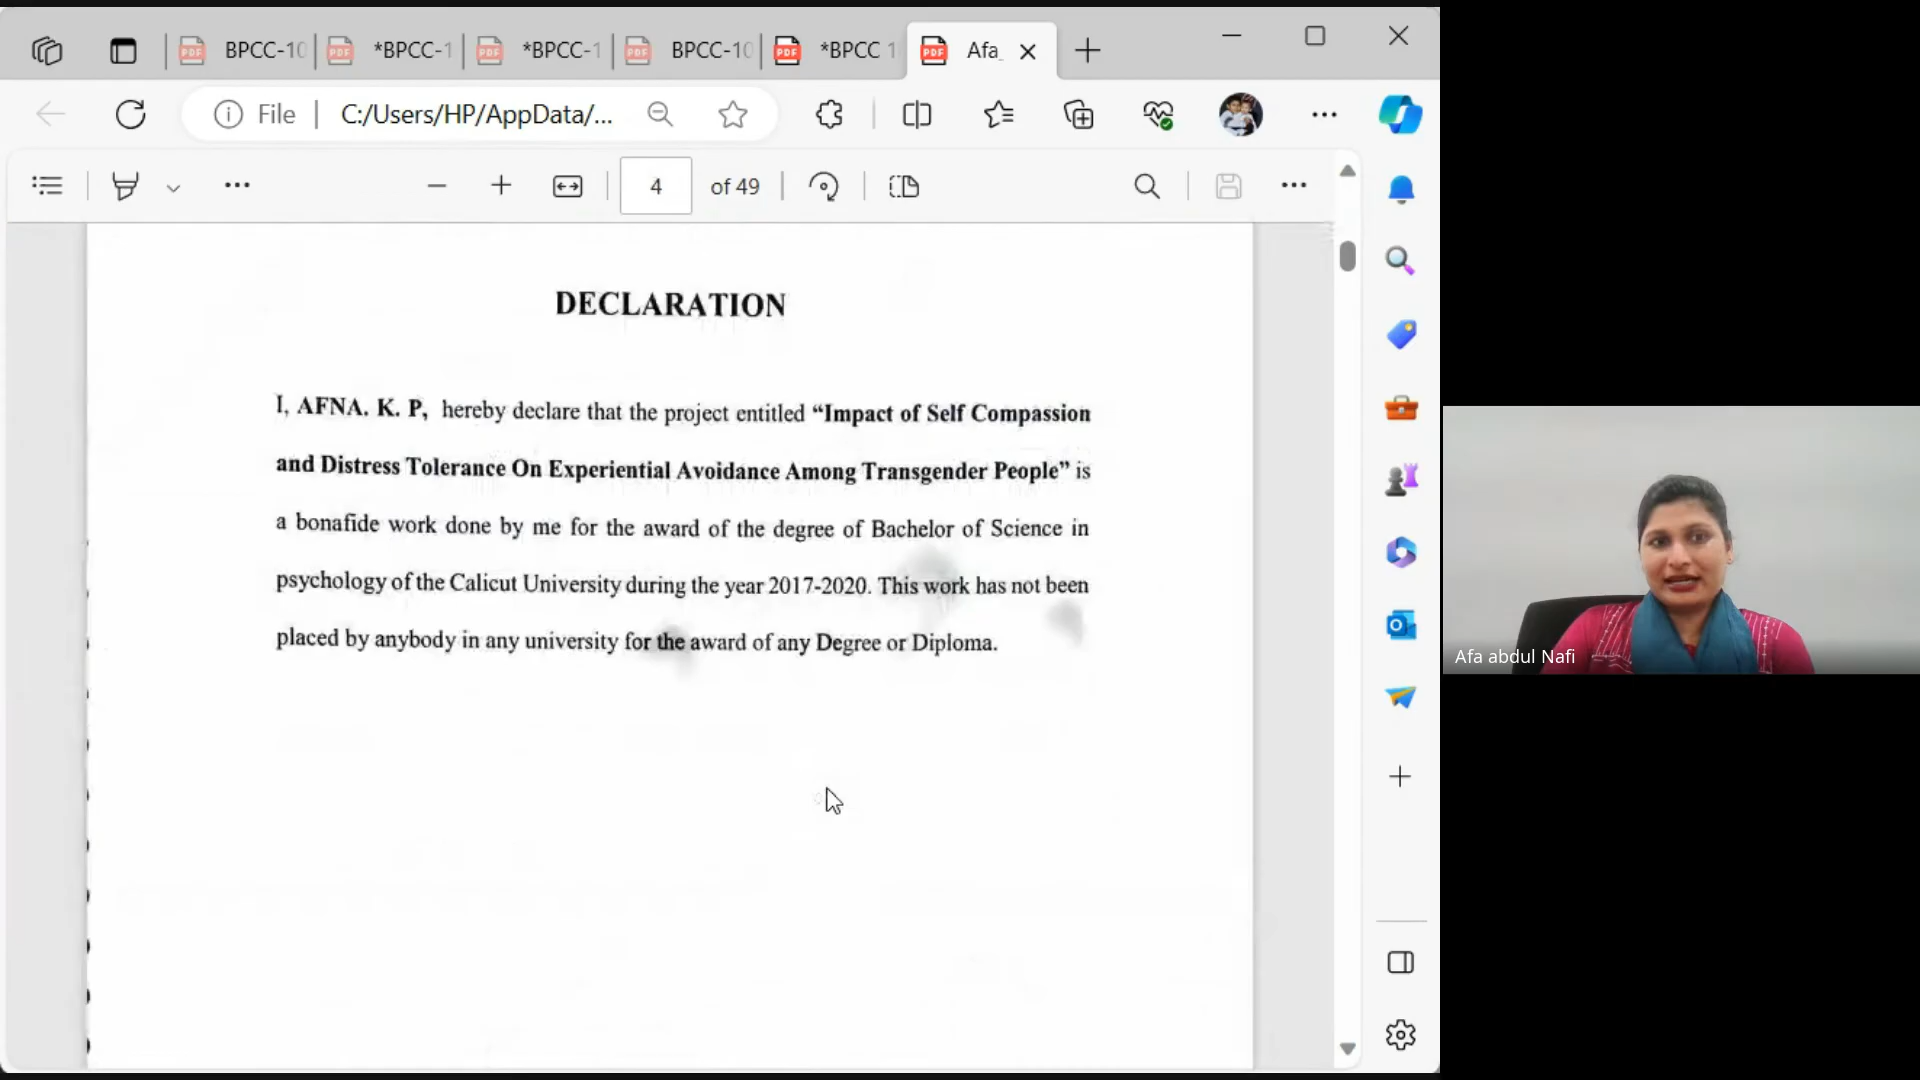 BPCC-10
*BPCC-1
*BPCC-1
BPCC-10
*BPCC 1
Afa_
File
C:/Users/HP/AppData/...
4 of 49
DECLARATION
I, AFNA. K. P, hereby declare that the project entitled “Impact of Self Compassion
and Distress Tolerance On Experiential Avoidance Among Transgender People” is
a bonafide work done by me for the award of the degree of Bachelor of Science in
psychology of the Calicut University during the year 2017-2020. This work has not been
placed by anybody in any university for the award of any Degree or Diploma.
Afa abdul Nafi